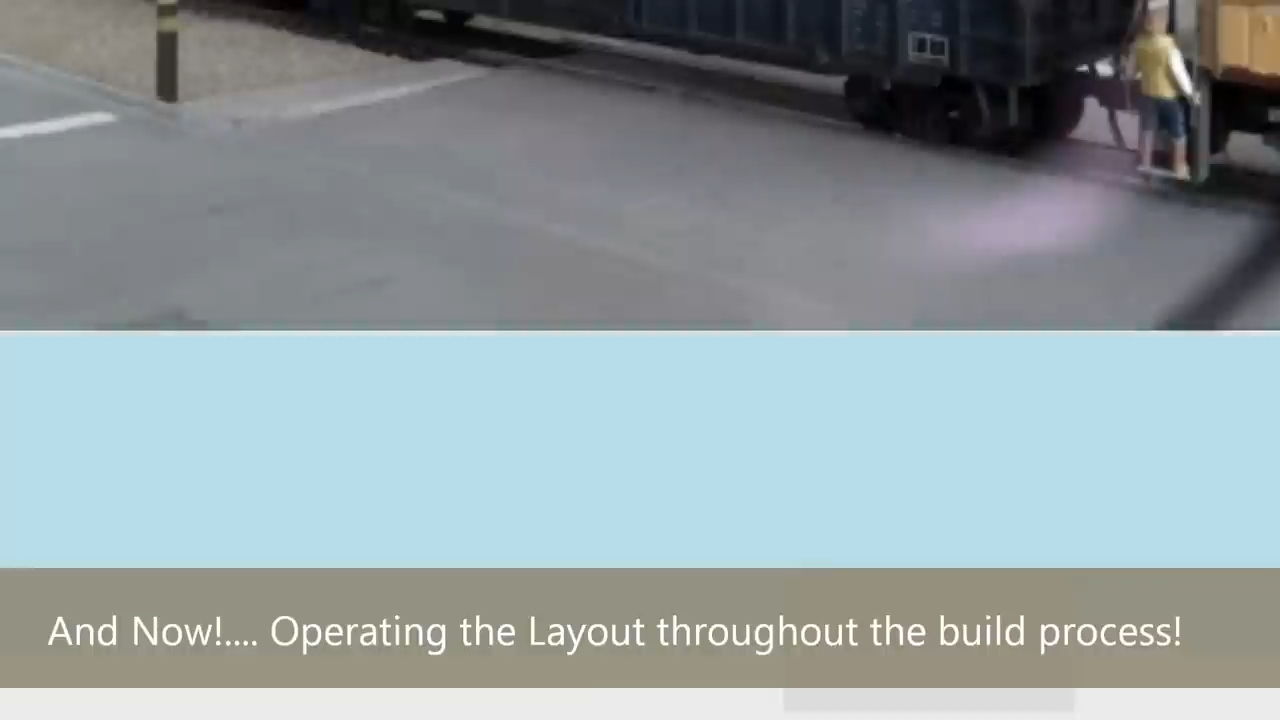 And Now!.... Operating the Layout throughout the build process!